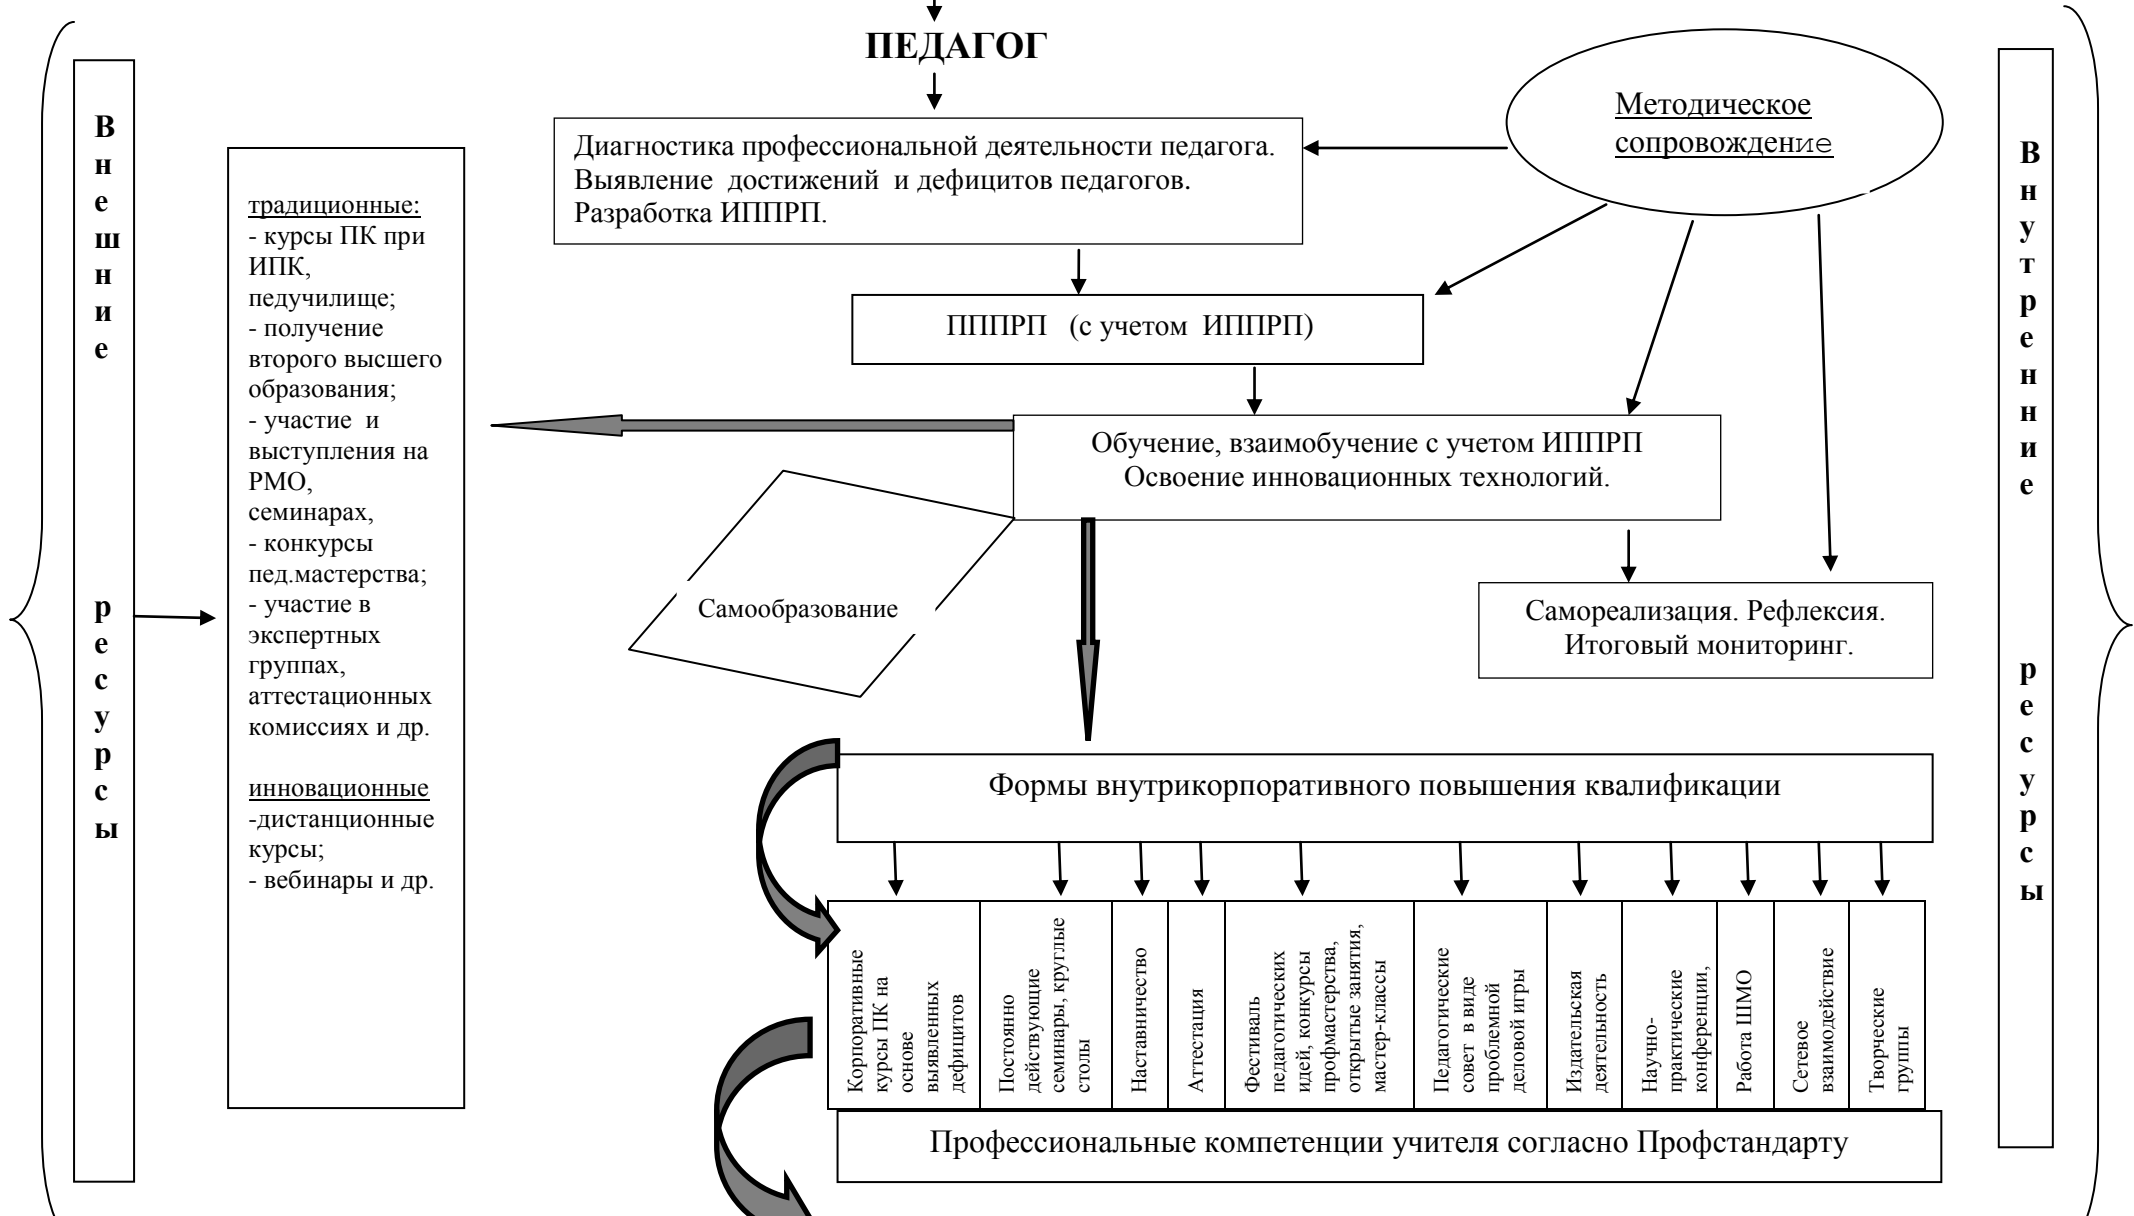 ПЕДАГОГ
Внешние ресурсы
традиционные:
- курсы ПК при
ИПК,
педучилище;
- получение
второго высшего
образования;
- участие  и
выступления на
РМО,
семинарах,
- конкурсы
пед.мастерства;
- участие в
экспертных
группах,
аттестационных
комиссиях и др.
инновационные
-дистанционные
курсы;
- вебинары и др.
Диагностика профессиональной деятельности педагога.
Выявление  достижений  и дефицитов педагогов.
Разработка ИППРП.
Методическое
сопровождение
ПППРП   (с учетом  ИППРП)
Обучение, взаимобучение с учетом ИППРП
Освоение инновационных технологий.
Самообразование
Самореализация. Рефлексия.
Итоговый мониторинг.
Формы внутрикорпоративного повышения квалификации
Корпоративные
курсы ПК на
основе
выявленных
дефицитов
Постоянно
действующие
семинары, круглые
столы
Наставничество
Аттестация
Фестиваль
педагогических
идей, конкурсы
профмастерства,
открытые занятия,
мастер-классы
Педагогические
совет  в виде
проблемной
деловой игры
Издательская
деятельность
Научно-
практические
конференции,
Работа ШМО
Сетевое
взаимодействие
Творческие
группы
Профессиональные компетенции учителя согласно Профстандарту
Внутренние ресурсы